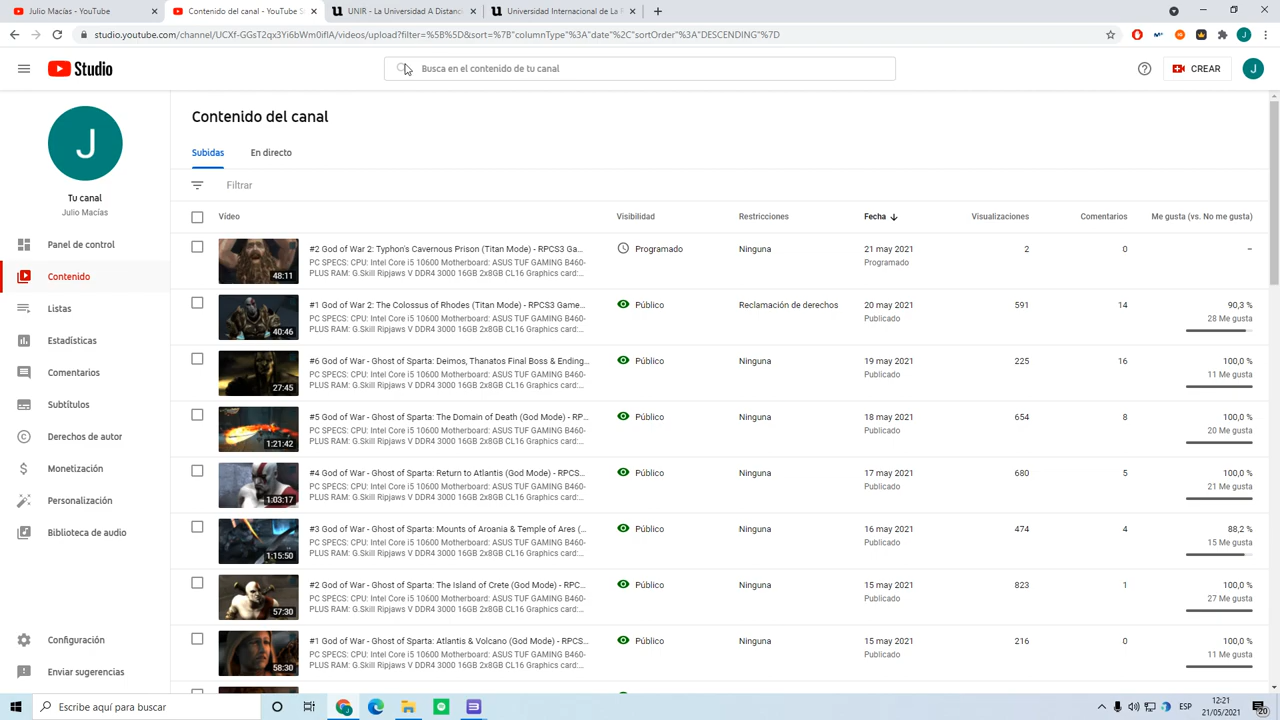 Julio Macías - YouTube
Contenido del canal - YouTube S
UNIR - La Universidad A Distanc
Universidad Internacional de La R
studio.youtube.com/channel/UCXf-GGsT2qx3Yi6bWm0iflA/videos/upload?filter=%5B%5D&sort=%7B"columnType"%3A"date"%2C"sortOrder"%3A"DESCENDING"%7D
Studio
Busca en el contenido de tu canal
CREAR
J
J
Tu canal
Julio Macías
Panel de control
Contenido
Listas
Estadísticas
Comentarios
Subtítulos
Derechos de autor
Monetización
Personalización
Biblioteca de audio
Configuración
Enviar sugerencias
Contenido del canal
Subidas En directo
Filtrar
Vídeo Visibilidad Restricciones Fecha Visualizaciones Comentarios Me gusta (vs. No me gusta)
#2 God of War 2: Typhon's Cavernous Prison (Titan Mode) - RPCS3 Ga... Programado Ninguna 21 may 2021 2 0 –
PC SPECS: CPU: Intel Core i5 10600 Motherboard: ASUS TUF GAMING B460- Programado
PLUS RAM: G.Skill Ripjaws V DDR4 3000 16GB 2x8GB CL16 Graphics card:...
48:11
#1 God of War 2: The Colossus of Rhodes (Titan Mode) - RPCS3 Game... Público Reclamación de derechos 20 may 2021 591 14 90,3 %
PC SPECS: CPU: Intel Core i5 10600 Motherboard: ASUS TUF GAMING B460- Publicado 28 Me gusta
PLUS RAM: G.Skill Ripjaws V DDR4 3000 16GB 2x8GB CL16 Graphics card:...
40:46
#6 God of War - Ghost of Sparta: Deimos, Thanatos Final Boss & Ending... Público Ninguna 19 may 2021 225 16 100,0 %
PC SPECS: CPU: Intel Core i5 10600 Motherboard: ASUS TUF GAMING B460- Publicado 11 Me gusta
PLUS RAM: G.Skill Ripjaws V DDR4 3000 16GB 2x8GB CL16 Graphics card:...
27:45
#5 God of War - Ghost of Sparta: The Domain of Death (God Mode) - RP... Público Ninguna 18 may 2021 654 8 100,0 %
PC SPECS: CPU: Intel Core i5 10600 Motherboard: ASUS TUF GAMING B460- Publicado 20 Me gusta
PLUS RAM: G.Skill Ripjaws V DDR4 3000 16GB 2x8GB CL16 Graphics card:...
1:21:42
#4 God of War - Ghost of Sparta: Return to Atlantis (God Mode) - RPCS... Público Ninguna 17 may 2021 680 5 100,0 %
PC SPECS: CPU: Intel Core i5 10600 Motherboard: ASUS TUF GAMING B460- Publicado 21 Me gusta
PLUS RAM: G.Skill Ripjaws V DDR4 3000 16GB 2x8GB CL16 Graphics card:...
1:03:17
#3 God of War - Ghost of Sparta: Mounts of Aroania & Temple of Ares (... Público Ninguna 16 may 2021 474 4 88,2 %
PC SPECS: CPU: Intel Core i5 10600 Motherboard: ASUS TUF GAMING B460- Publicado 15 Me gusta
PLUS RAM: G.Skill Ripjaws V DDR4 3000 16GB 2x8GB CL16 Graphics card:...
1:15:50
#2 God of War - Ghost of Sparta: The Island of Crete (God Mode) - RPC... Público Ninguna 15 may 2021 823 1 100,0 %
PC SPECS: CPU: Intel Core i5 10600 Motherboard: ASUS TUF GAMING B460- Publicado 27 Me gusta
PLUS RAM: G.Skill Ripjaws V DDR4 3000 16GB 2x8GB CL16 Graphics card:...
57:30
#1 God of War - Ghost of Sparta: Atlantis & Volcano (God Mode) - RPCS... Público Ninguna 15 may 2021 216 0 100,0 %
PC SPECS: CPU: Intel Core i5 10600 Motherboard: ASUS TUF GAMING B460- Publicado 11 Me gusta
PLUS RAM: G.Skill Ripjaws V DDR4 3000 16GB 2x8GB CL16 Graphics card:...
58:30
Escribe aquí para buscar
ESP
12:21
21/05/2021
20